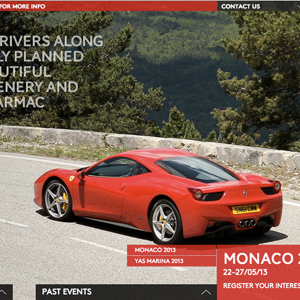 FOR MORE INFO
CONTACT US
RIVERS ALONG
LY PLANNED
UTIFUL
ENERY AND
ARMAC
MONACO 2013
YAS MARINA 2013
MONACO 2
22-27/05/13
REGISTER YOUR INTERES
PAST EVENTS